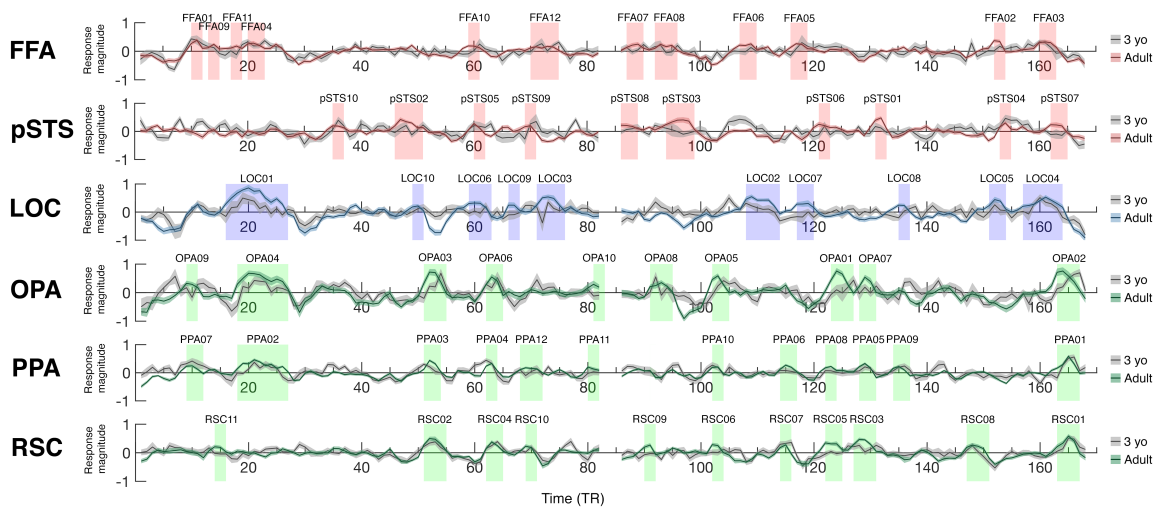 FFA01 FFA11 FFA10 FFA12 FFA07 FFA08 FFA06 FFA05 FFA02 FFA03
FFA09 FFA04
FFA
Response magnitude
1
0
-1
20 40 60 80 100 120 140 160
3 yo
Adult
pSTS10 pSTS02 pSTS05 pSTS09 pSTS08 pSTS03 pSTS06 pSTS01 pSTS04 pSTS07
pSTS
Response magnitude
1
0
-1
20 40 60 80 100 120 140 160
3 yo
Adult
LOC01 LOC10 LOC06 LOC09 LOC03 LOC02 LOC07 LOC08 LOC05 LOC04
LOC
Response magnitude
1
0
-1
20 40 60 80 100 120 140 160
3 yo
Adult
OPA09 OPA04 OPA03 OPA06 OPA10 OPA08 OPA05 OPA01 OPA07 OPA02
OPA
Response magnitude
1
0
-1
20 40 60 80 100 120 140 160
3 yo
Adult
PPA07 PPA02 PPA03 PPA04 PPA12 PPA11 PPA10 PPA06 PPA08 PPA05 PPA09 PPA01
PPA
Response magnitude
1
0
-1
20 40 60 80 100 120 140 160
3 yo
Adult
RSC11 RSC02 RSC04 RSC10 RSC09 RSC06 RSC07 RSC05 RSC03 RSC08 RSC01
RSC
Response magnitude
1
0
-1
20 40 60 80 100 120 140 160
3 yo
Adult
Time (TR)